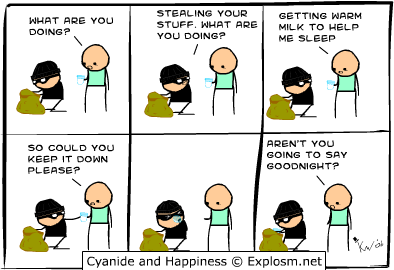 WHAT ARE YOU
DOING?
STEALING YOUR
STUFF. WHAT ARE
YOU DOING?
GETTING WARM
MILK TO HELP
ME SLEEP
SO COULD YOU
KEEP IT DOWN
PLEASE?
AREN'T YOU
GOING TO SAY
GOODNIGHT?
Cyanide and Happiness © Explosm.net